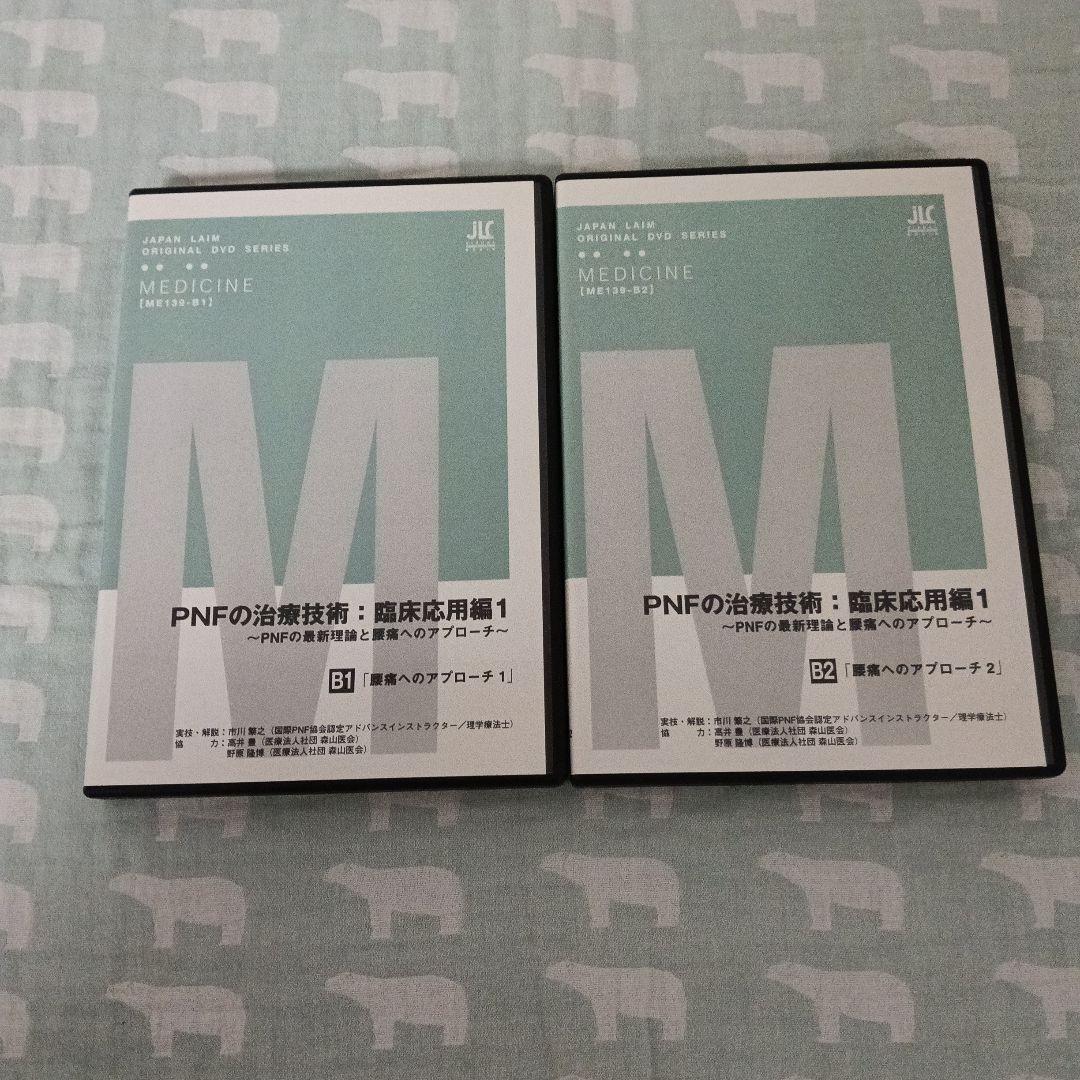 JAPAN LAIM
ORIGINAL DVD SERIES
MEDICINE
[ME139-B1]
JLC
M
PNFの治療技術：臨床応用編1
～PNFの最新理論と腰痛へのアプローチ～
B1「腰痛へのアプローチ1」
実技・解説：市川 繁之（国際PNF協会認定アドバンスインストラクター／理学療法士）
協　　力：高井 豊（医療法人社団 森山医会）
野原 隆博（医療法人社団 森山医会）
JAPAN LAIM
ORIGINAL DVD SERIES
MEDICINE
[ME139-B2]
JLC
M
PNFの治療技術：臨床応用編1
～PNFの最新理論と腰痛へのアプローチ～
B2「腰痛へのアプローチ2」
実技・解説：市川 繁之（国際PNF協会認定アドバンスインストラクター／理学療法士）
協　　力：高井 豊（医療法人社団 森山医会）
野原 隆博（医療法人社団 森山医会）